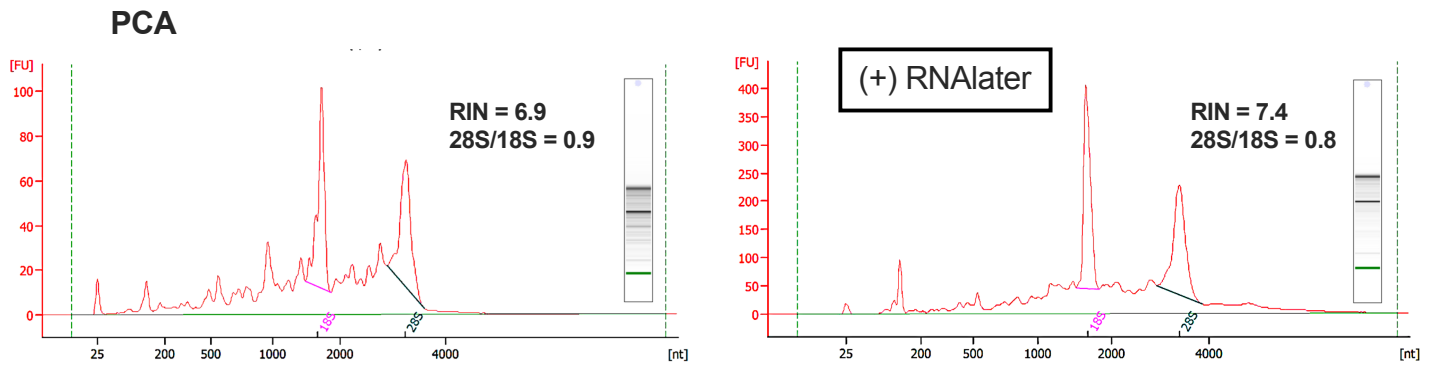 PCA
[FU]
100
80
60
40
20
0
RIN = 6.9
28S/18S = 0.9
18S
28S
25 200 500 1000 2000 4000 [nt]
[FU]
400
350
300
250
200
150
100
50
0
(+) RNAlater
RIN = 7.4
28S/18S = 0.8
18S
28S
25 200 500 1000 2000 4000 [nt]